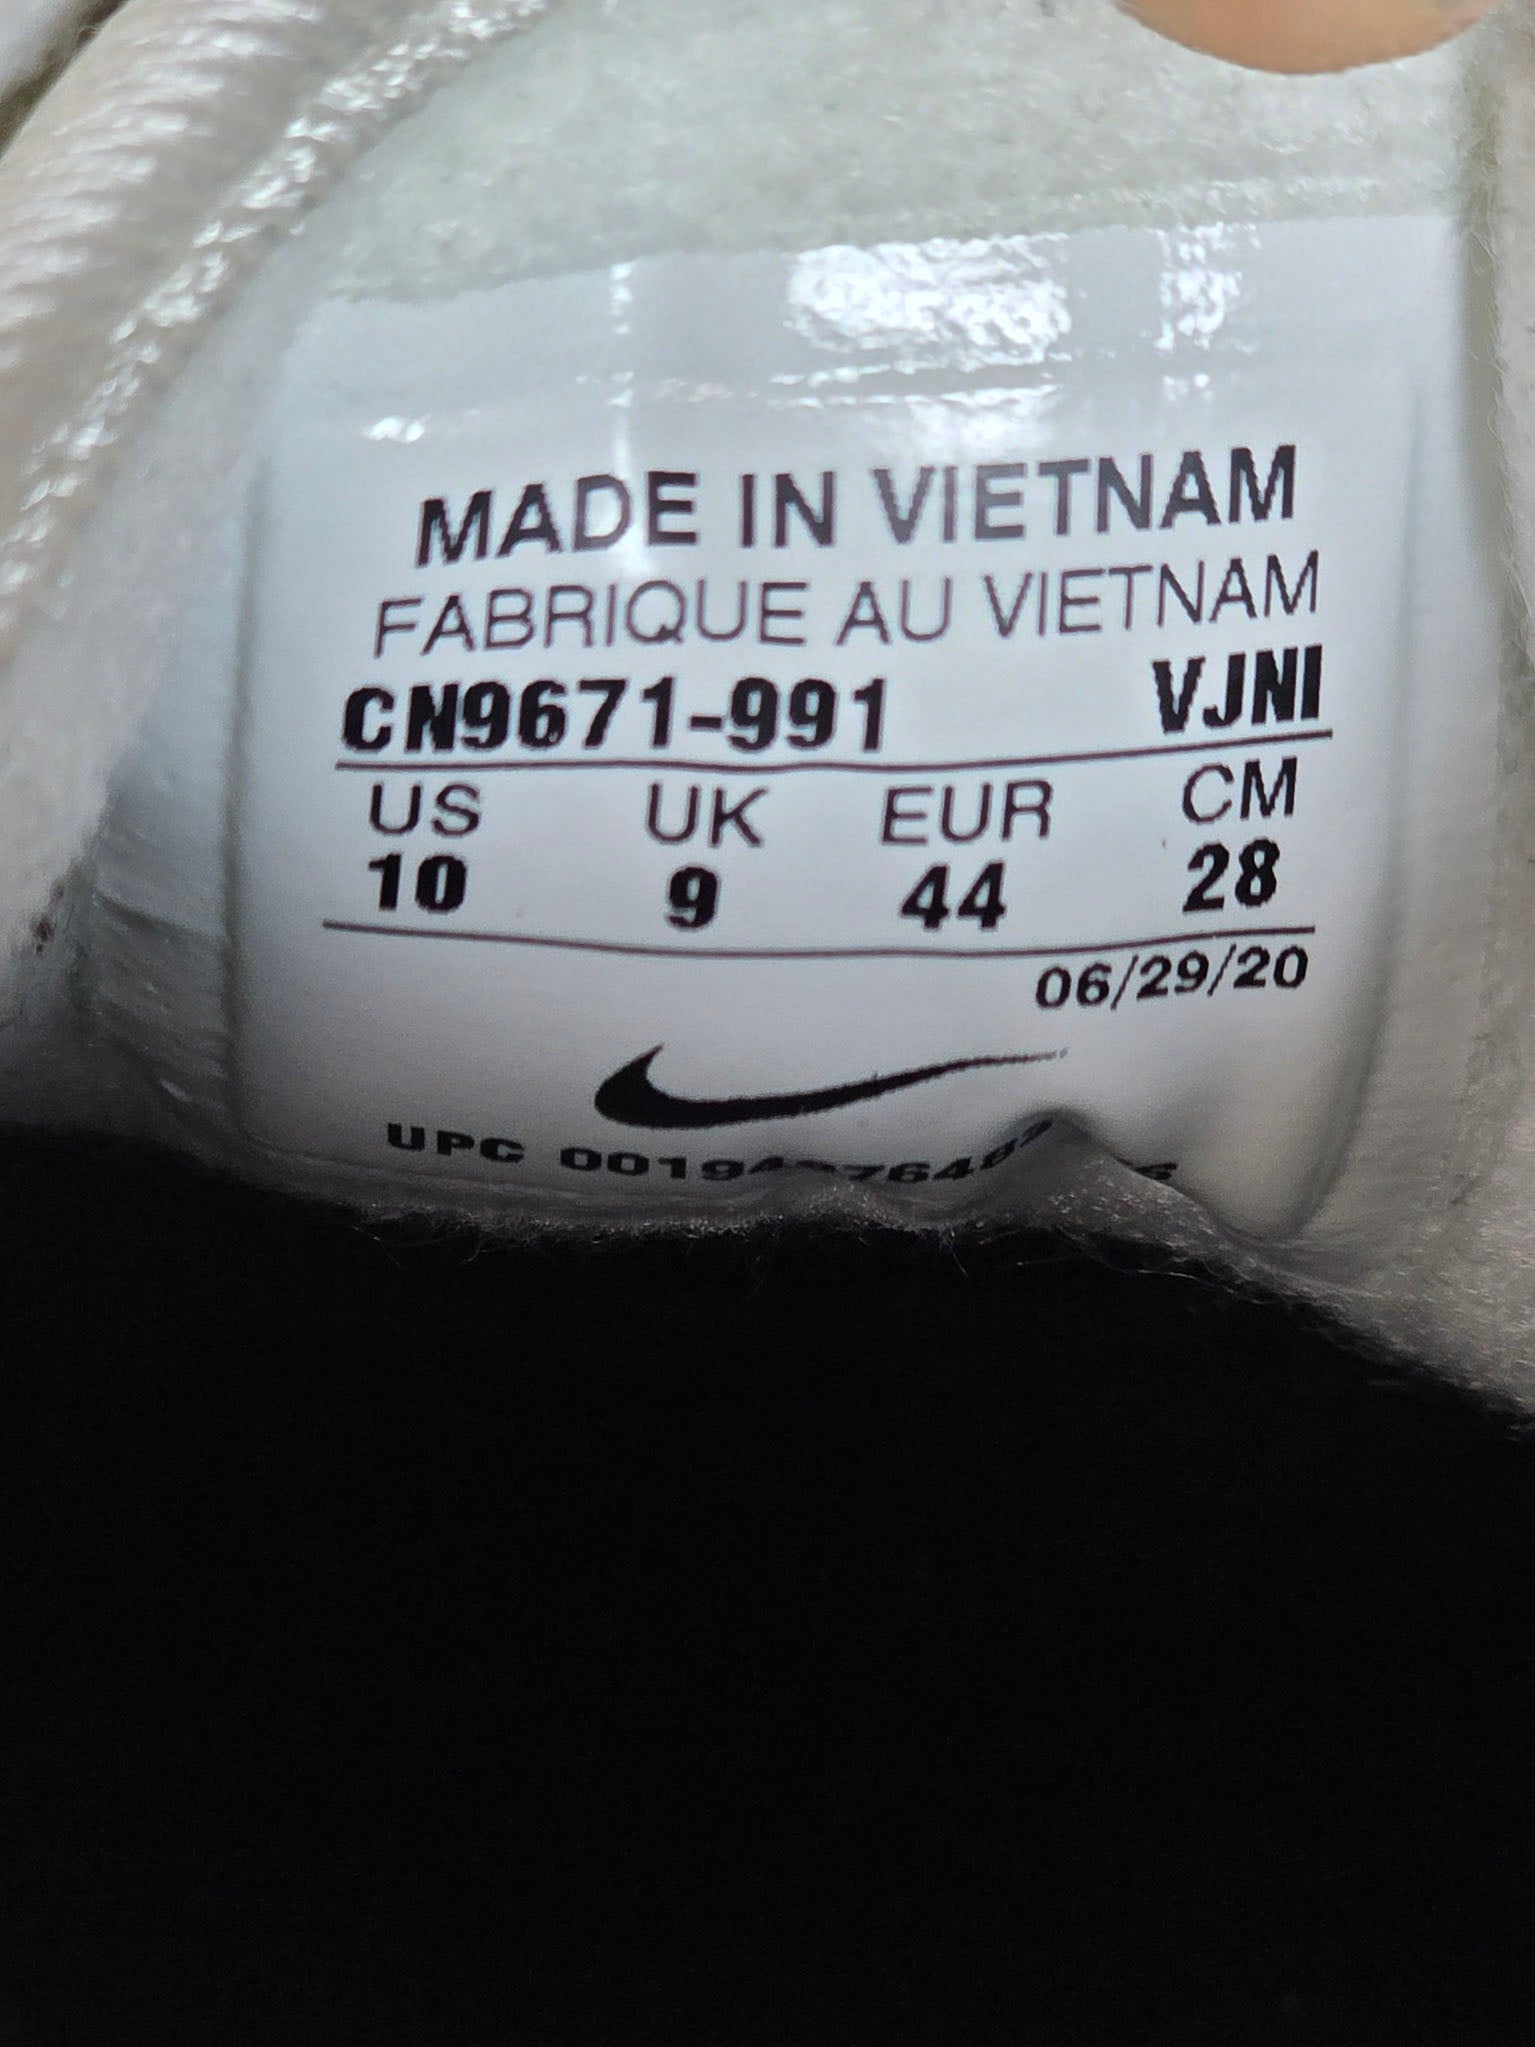 MADE IN VIETNAM
FABRIQUE AU VIETNAM
CN9671-991 VJNI
US UK EUR CM
10 9 44 28
06/29/20
UPC